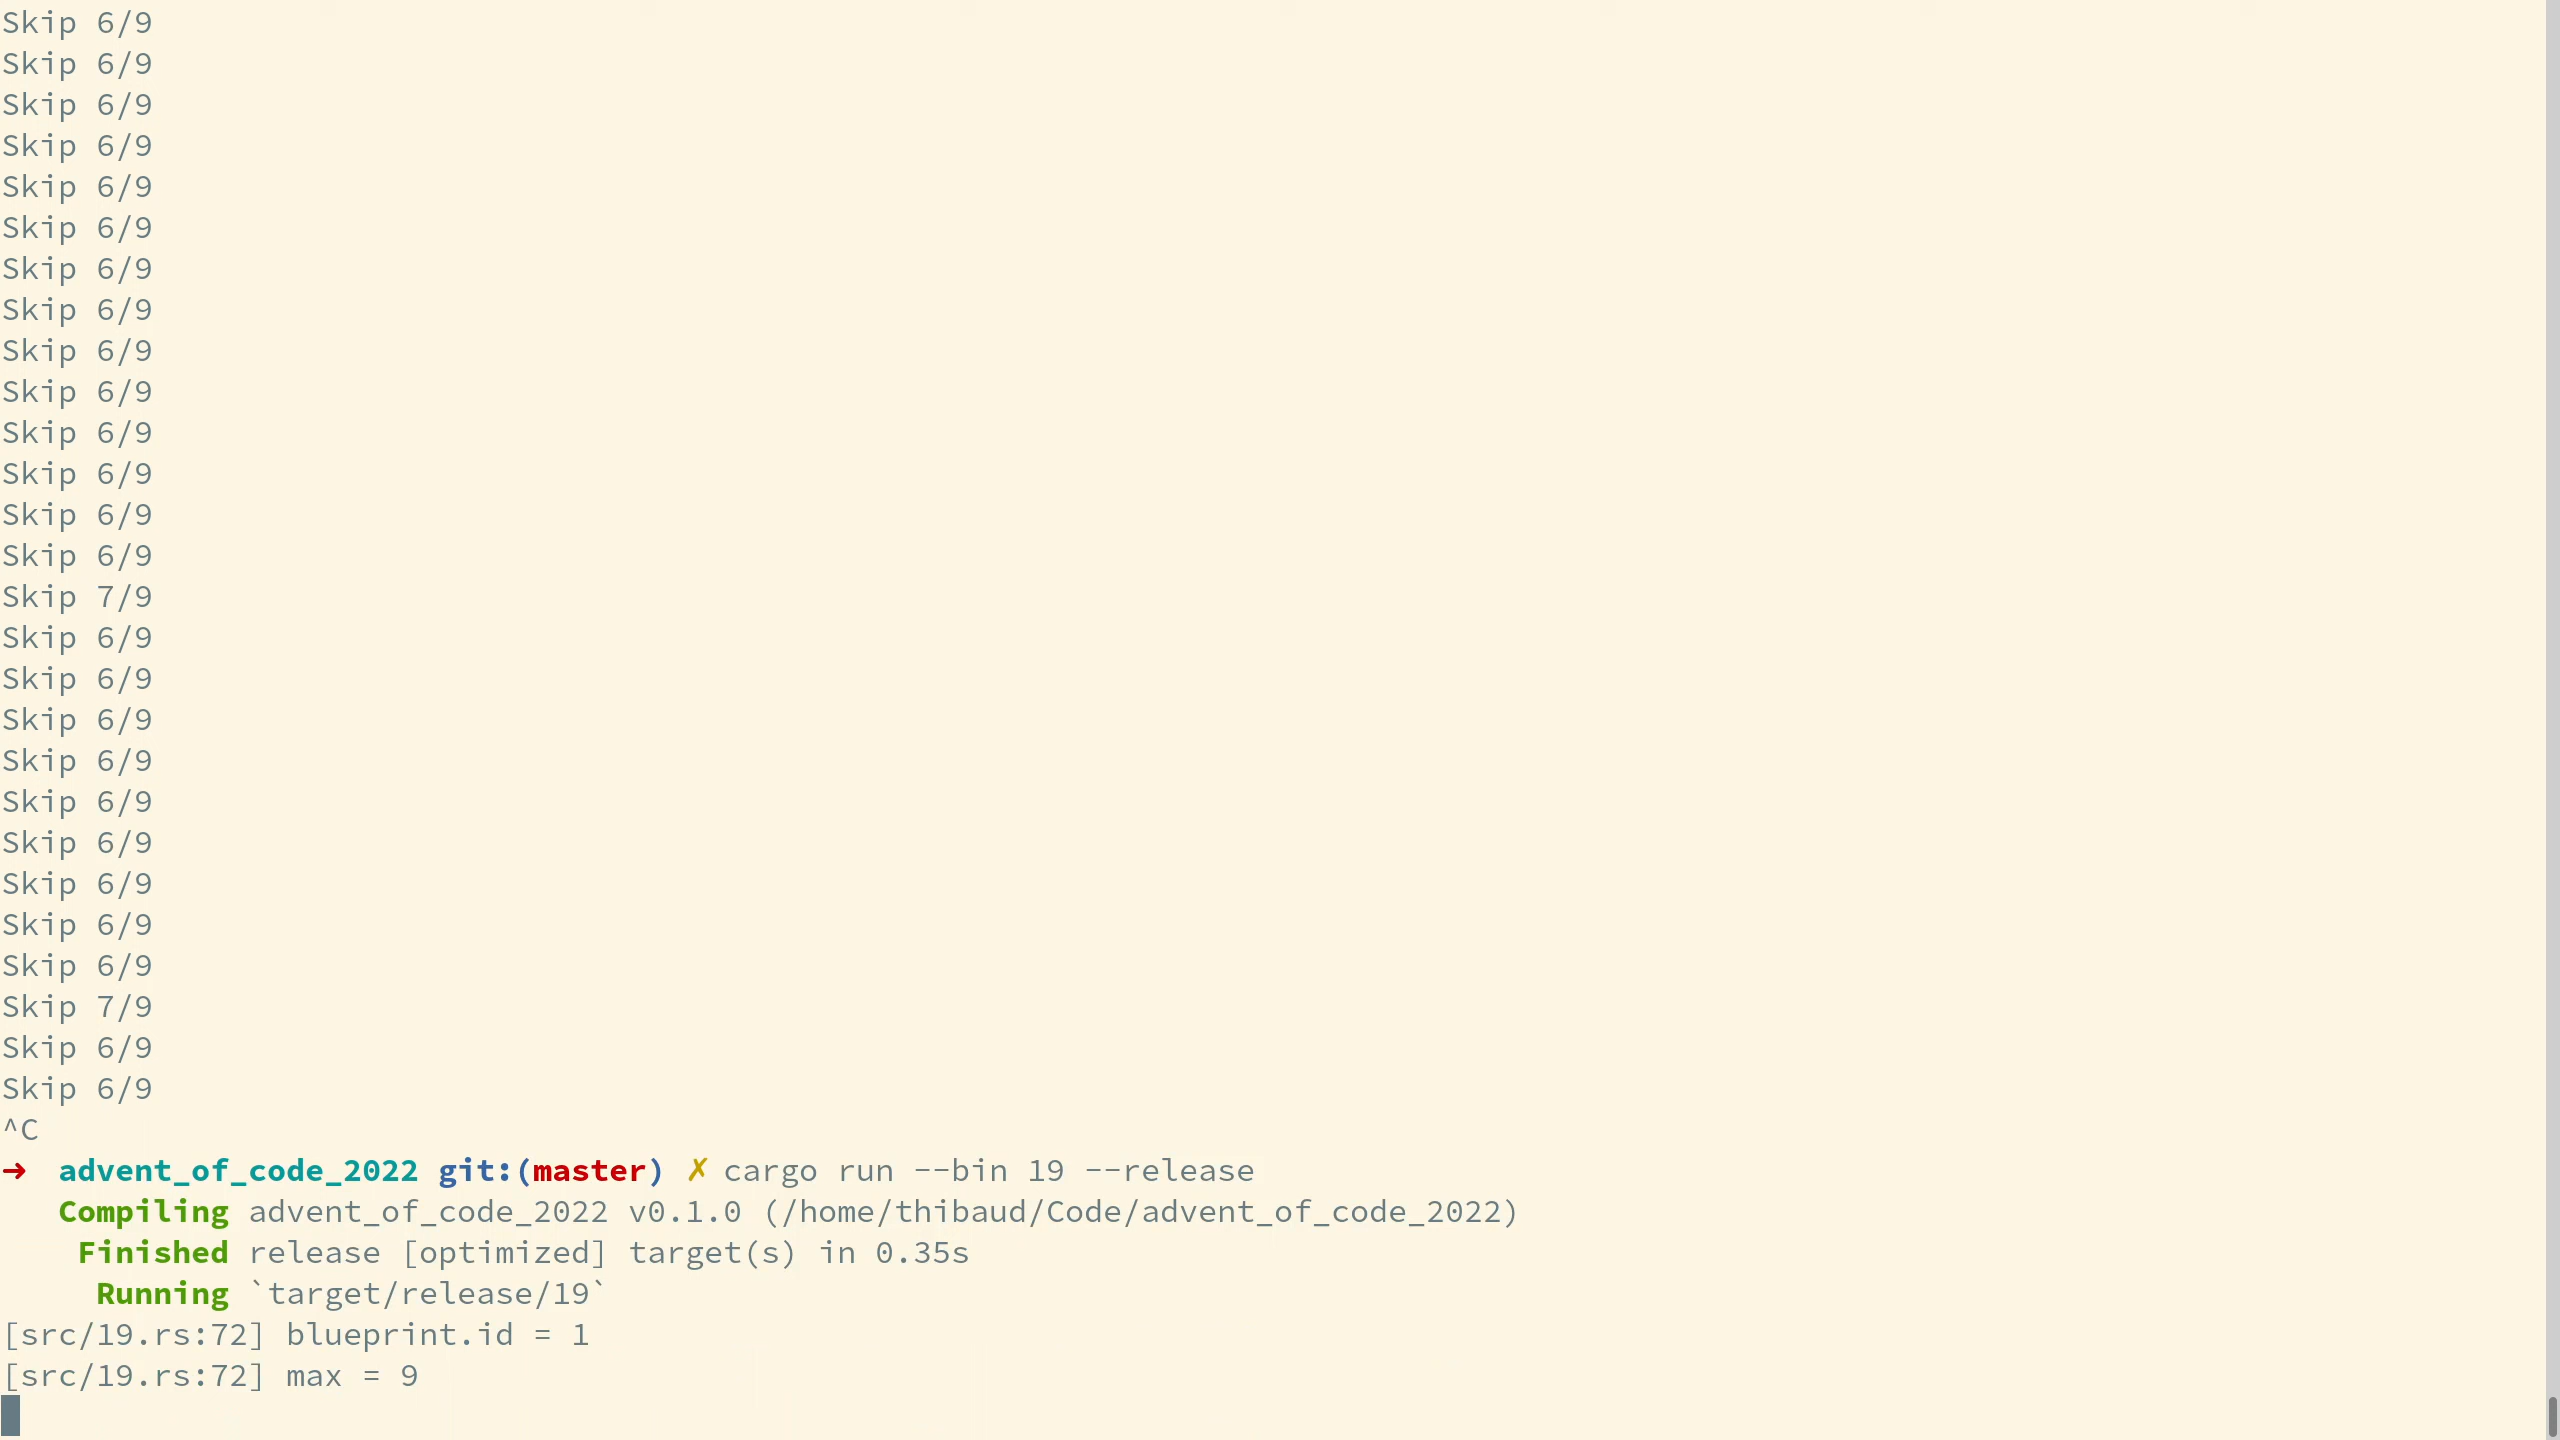 Skip 6/9
Skip 6/9
Skip 6/9
Skip 6/9
Skip 6/9
Skip 6/9
Skip 6/9
Skip 6/9
Skip 6/9
Skip 6/9
Skip 6/9
Skip 6/9
Skip 6/9
Skip 6/9
Skip 7/9
Skip 6/9
Skip 6/9
Skip 6/9
Skip 6/9
Skip 6/9
Skip 6/9
Skip 6/9
Skip 6/9
Skip 6/9
Skip 7/9
Skip 6/9
Skip 6/9
^C
➜  advent_of_code_2022 git:(master) ✗ cargo run --bin 19 --release
   Compiling advent_of_code_2022 v0.1.0 (/home/thibaud/Code/advent_of_code_2022)
    Finished release [optimized] target(s) in 0.35s
     Running `target/release/19`
[src/19.rs:72] blueprint.id = 1
[src/19.rs:72] max = 9